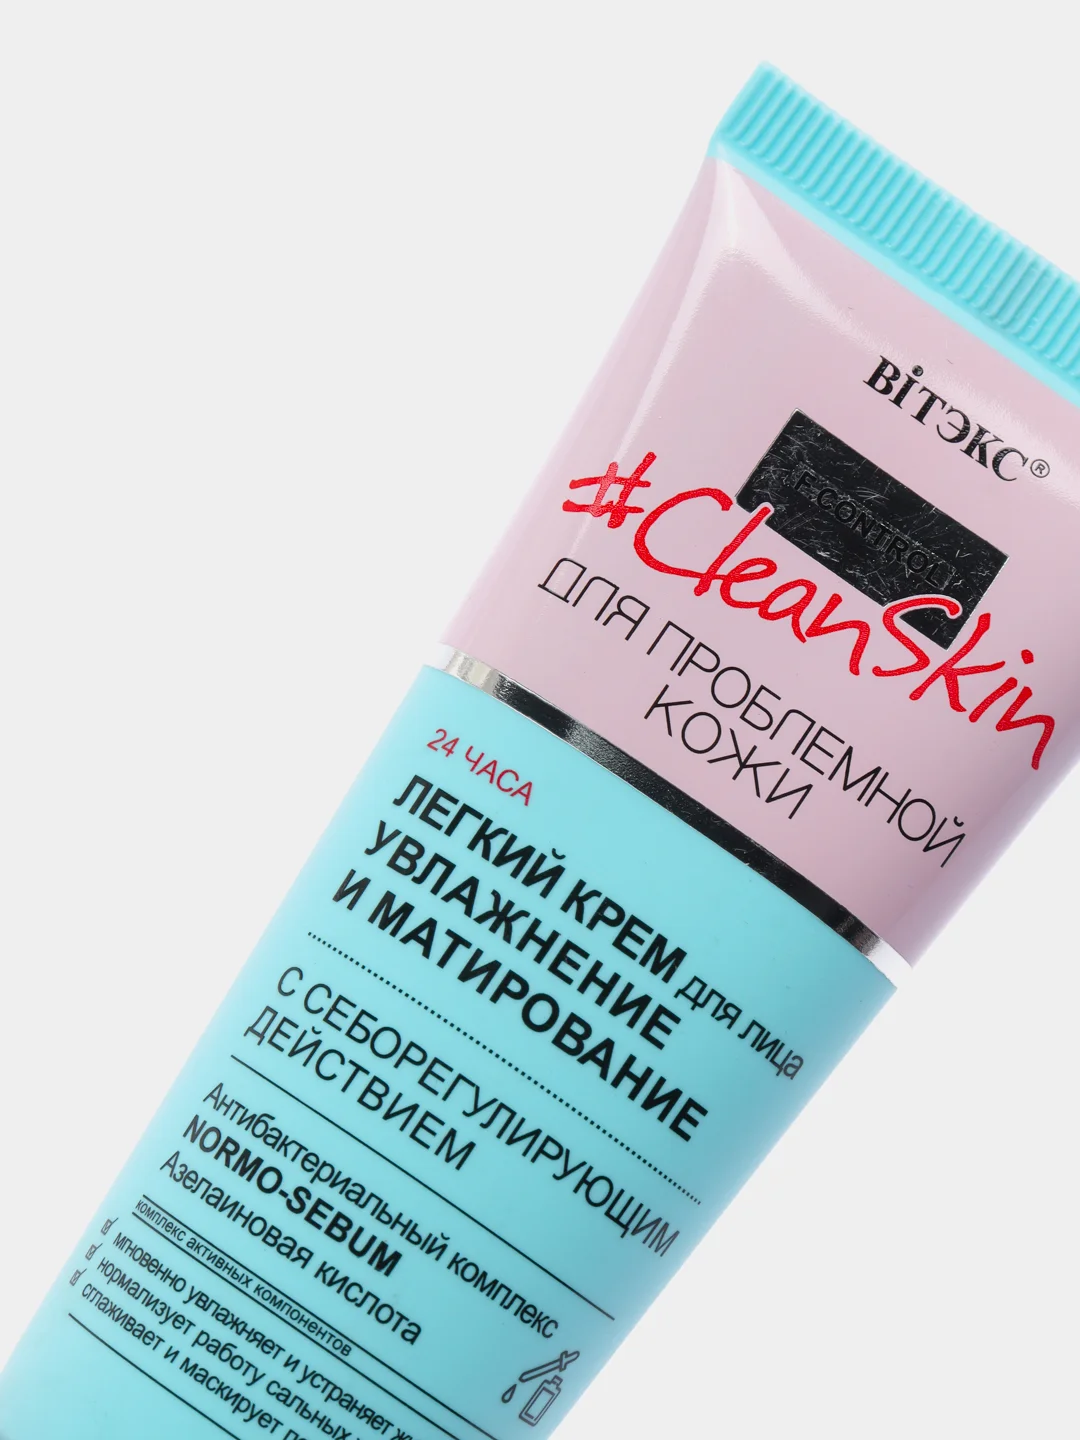 ВІТЭКС®
F.CONTROL
#CleanSkin
ДЛЯ ПРОБЛЕМНОЙ
КОЖИ
24 ЧАСА
ЛЕГКИЙ КРЕМ ДЛЯ ЛИЦА
УВЛАЖНЕНИЕ
И МАТИРОВАНИЕ
С СЕБОРЕГУЛИРУЮЩИМ
ДЕЙСТВИЕМ
Антибактериальный комплекс
NORMO-SEBUM
Азелаиновая кислота
комплекс активных компонентов
мгновенно увлажняет и устраняет
нормализует работу сальных
сглаживает и маскирует